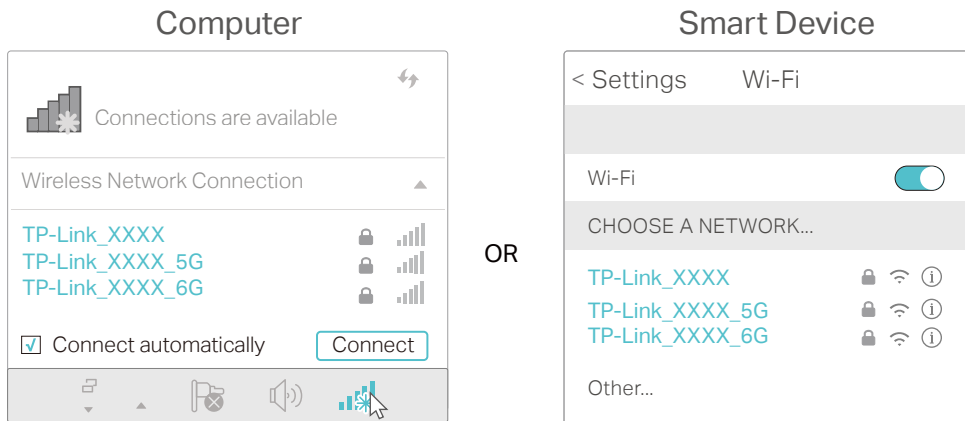 Computer
Connections are available
Wireless Network Connection
TP-Link_XXXX
TP-Link_XXXX_5G
TP-Link_XXXX_6G
Connect automatically
Connect
OR
Smart Device
< Settings Wi-Fi
Wi-Fi
CHOOSE A NETWORK...
TP-Link_XXXX
TP-Link_XXXX_5G
TP-Link_XXXX_6G
Other...